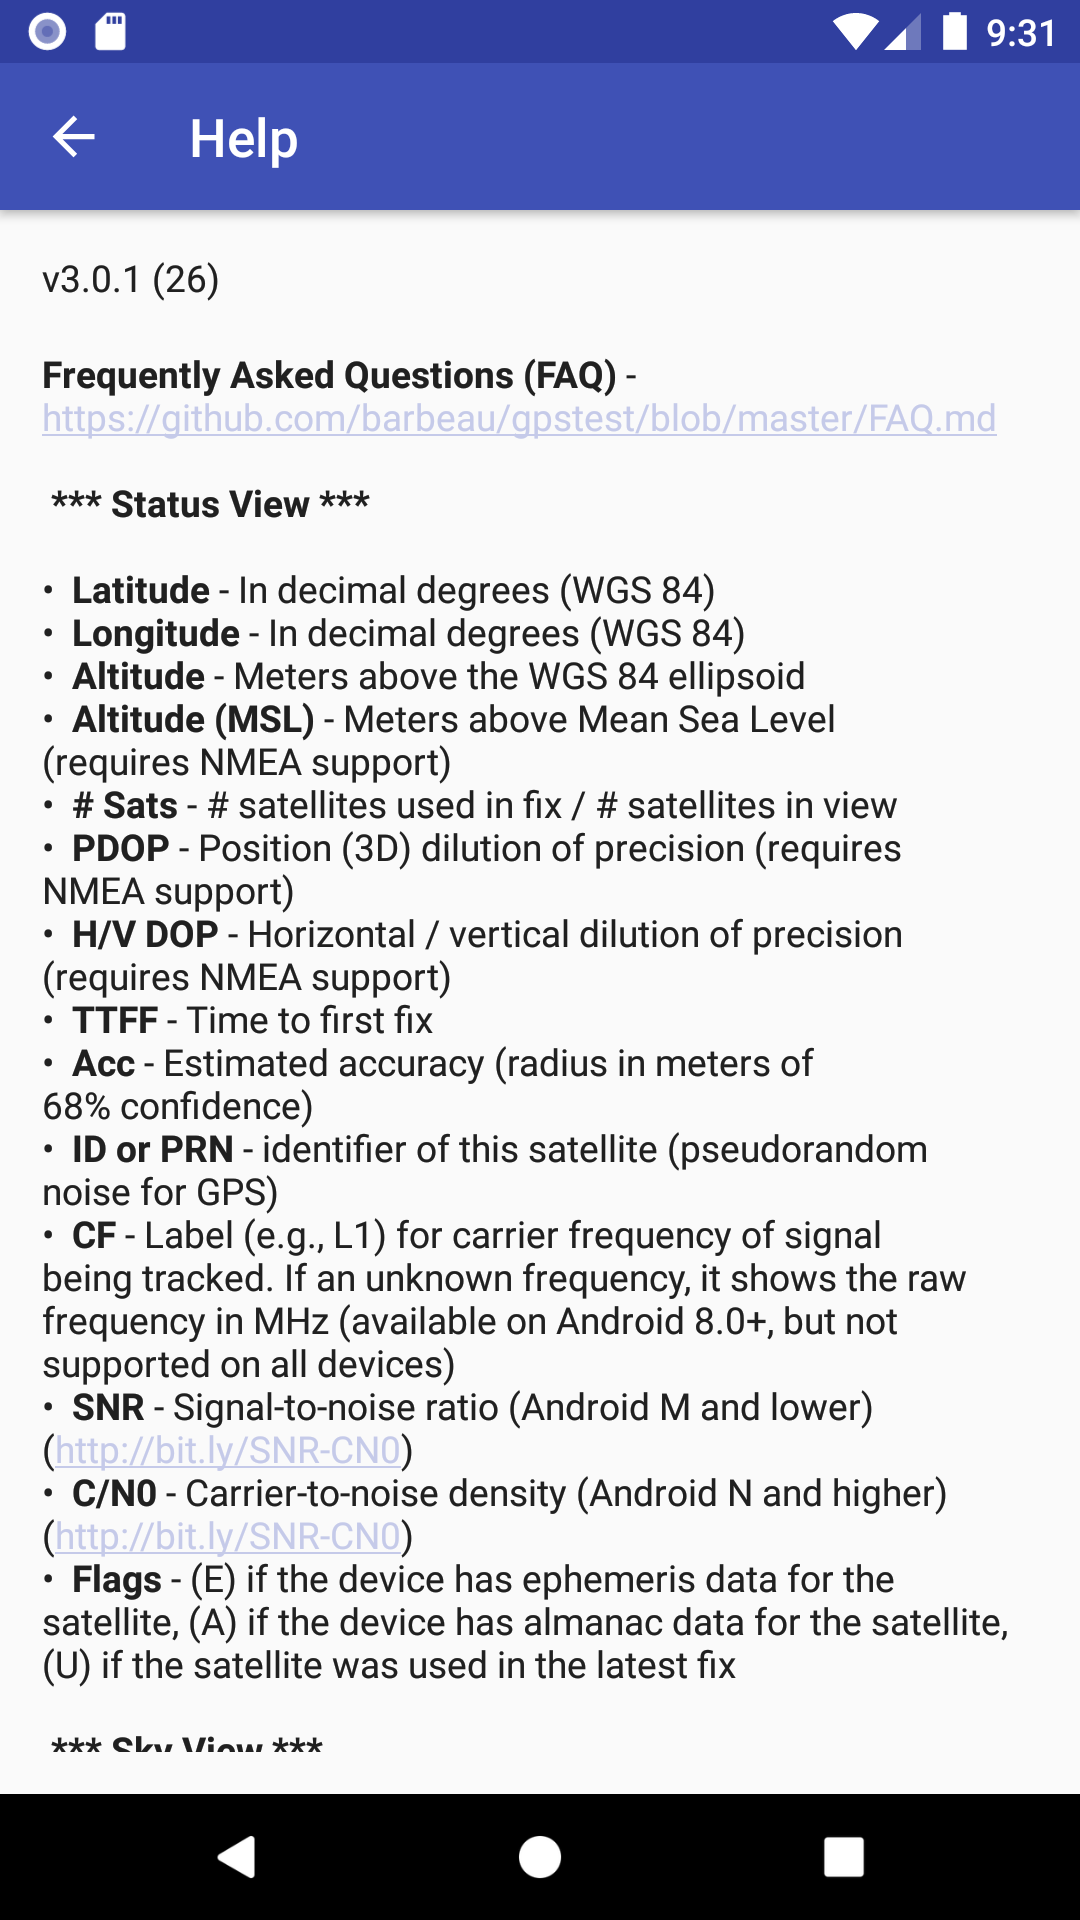 9:31
Help
v3.0.1 (26)
Frequently Asked Questions (FAQ) -
https://github.com/barbeau/gpstest/blob/master/FAQ.md
*** Status View ***
• Latitude - In decimal degrees (WGS 84)
• Longitude - In decimal degrees (WGS 84)
• Altitude - Meters above the WGS 84 ellipsoid
• Altitude (MSL) - Meters above Mean Sea Level
(requires NMEA support)
• # Sats - # satellites used in fix / # satellites in view
• PDOP - Position (3D) dilution of precision (requires
NMEA support)
• H/V DOP - Horizontal / vertical dilution of precision
(requires NMEA support)
• TTFF - Time to first fix
• Acc - Estimated accuracy (radius in meters of
68% confidence)
• ID or PRN - identifier of this satellite (pseudorandom
noise for GPS)
• CF - Label (e.g., L1) for carrier frequency of signal
being tracked. If an unknown frequency, it shows the raw
frequency in MHz (available on Android 8.0+, but not
supported on all devices)
• SNR - Signal-to-noise ratio (Android M and lower)
(http://bit.ly/SNR-CN0)
• C/N0 - Carrier-to-noise density (Android N and higher)
(http://bit.ly/SNR-CN0)
• Flags - (E) if the device has ephemeris data for the
satellite, (A) if the device has almanac data for the satellite,
(U) if the satellite was used in the latest fix
*** Sky View ***